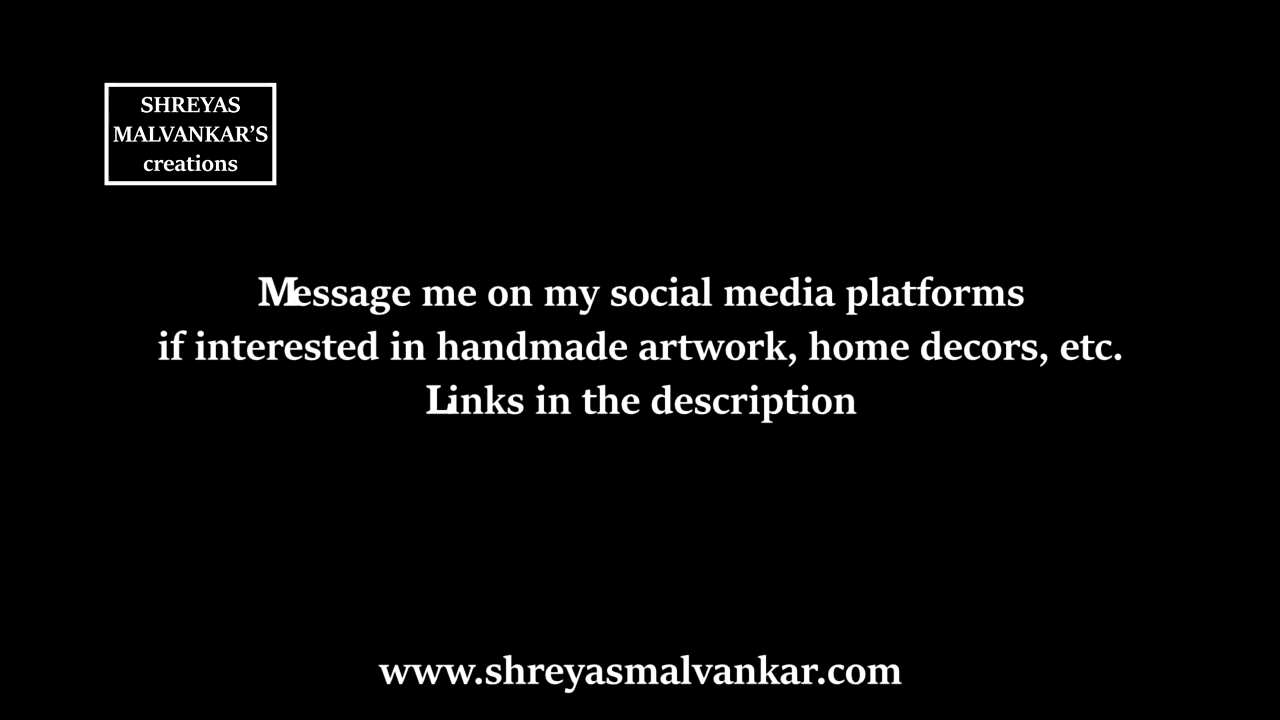 SHREYAS
MALVANKAR’S
creations
Message me on my social media platforms
if interested in handmade artwork, home decors, etc.
Links in the description
www.shreyasmalvankar.com